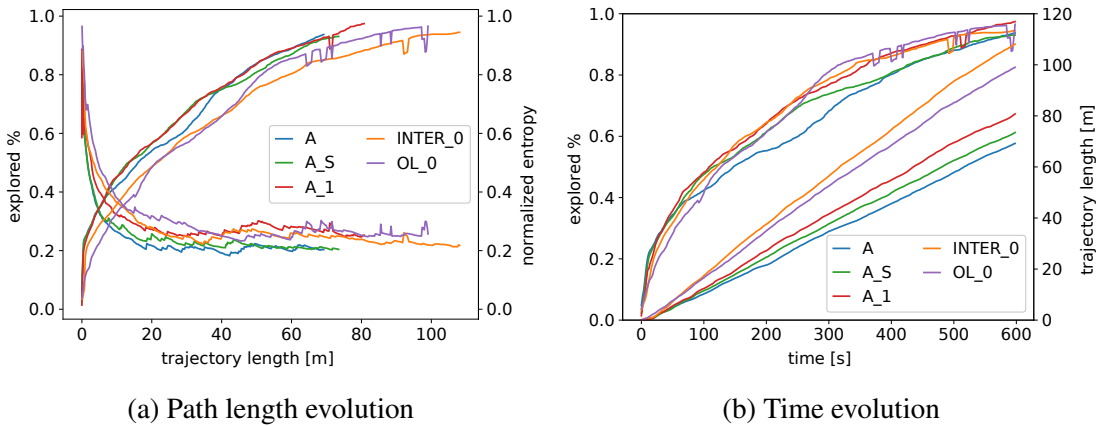 1.0
0.8
0.6
0.4
0.2
0.0
explored %
0 20 40 60 80 100
trajectory length [m]
1.0
0.8
0.6
0.4
0.2
0.0
normalized entropy
A
A_S
A_1
INTER_0
OL_0
(a) Path length evolution
1.0
0.8
0.6
0.4
0.2
0.0
explored %
0 100 200 300 400 500 600
time [s]
120
100
80
60
40
20
0
trajectory length [m]
A
A_S
A_1
INTER_0
OL_0
(b) Time evolution